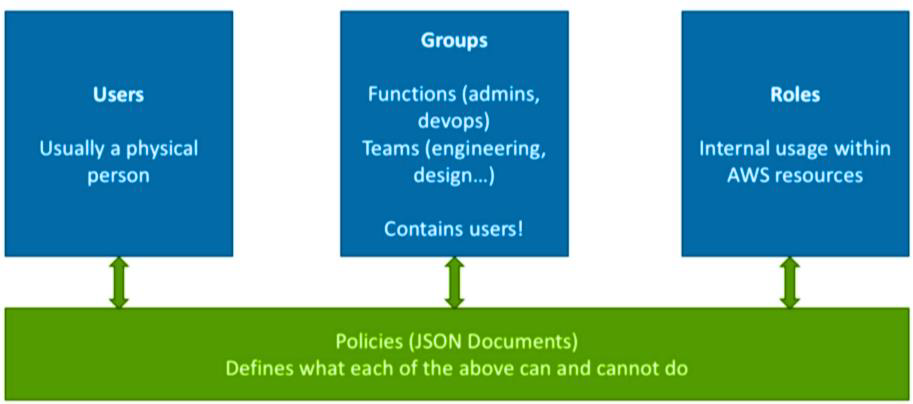 Users
Usually a physical
person
Groups
Functions (admins,
devops)
Teams (engineering,
design...)
Contains users!
Roles
Internal usage within
AWS resources
Policies (JSON Documents)
Defines what each of the above can and cannot do